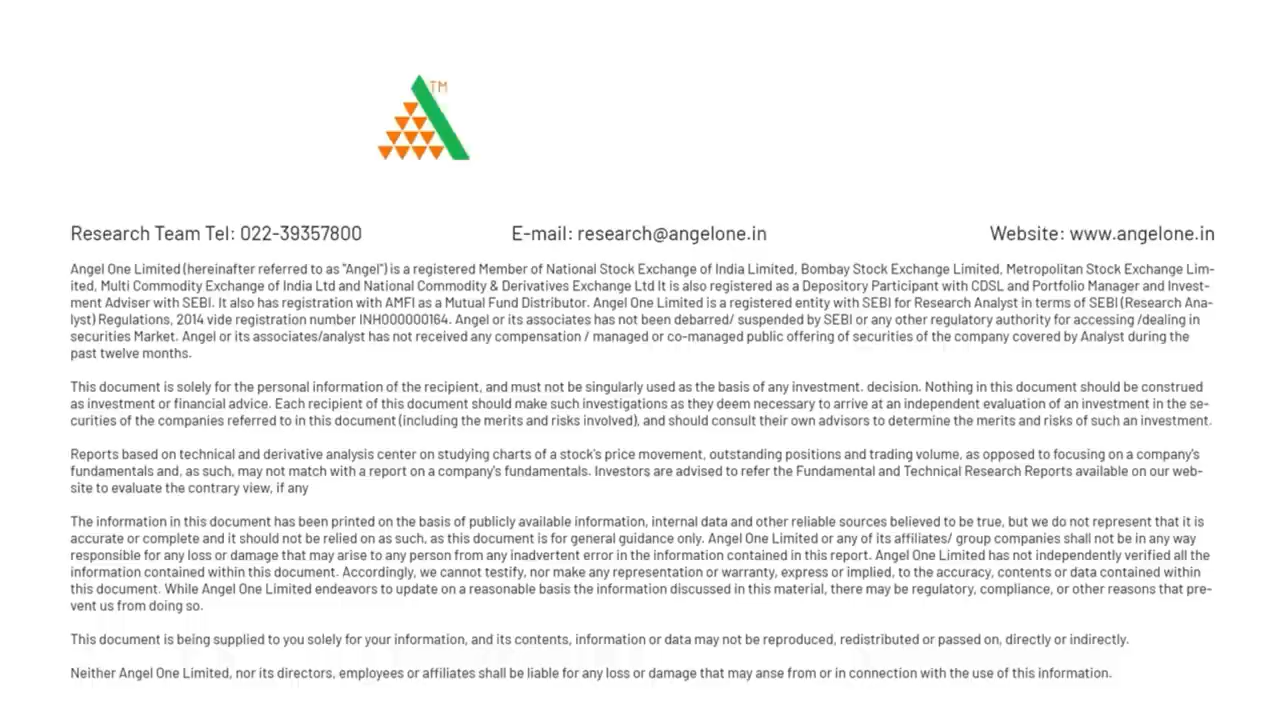 TM
Research Team Tel: 022-39357800 E-mail: research@angelone.in Website: www.angelone.in
Angel One Limited (hereinafter referred to as "Angel") is a registered Member of National Stock Exchange of India Limited, Bombay Stock Exchange Limited, Metropolitan Stock Exchange Lim-
ited, Multi Commodity Exchange of India Ltd and National Commodity & Derivatives Exchange Ltd It is also registered as a Depository Participant with CDSL and Portfolio Manager and Invest-
ment Adviser with SEBI. It also has registration with AMFI as a Mutual Fund Distributor. Angel One Limited is a registered entity with SEBI for Research Analyst in terms of SEBI (Research Ana-
lyst) Regulations, 2014 vide registration number INH000000164. Angel or its associates has not been debarred/ suspended by SEBI or any other regulatory authority for accessing /dealing in
securities Market. Angel or its associates/analyst has not received any compensation / managed or co-managed public offering of securities of the company covered by Analyst during the
past twelve months.
This document is solely for the personal information of the recipient, and must not be singularly used as the basis of any investment. decision. Nothing in this document should be construed
as investment or financial advice. Each recipient of this document should make such investigations as they deem necessary to arrive at an independent evaluation of an investment in the se-
curities of the companies referred to in this document (including the merits and risks involved), and should consult their own advisors to determine the merits and risks of such an investment.
Reports based on technical and derivative analysis center on studying charts of a stock's price movement, outstanding positions and trading volume, as opposed to focusing on a company's
fundamentals and, as such, may not match with a report on a company's fundamentals. Investors are advised to refer the Fundamental and Technical Research Reports available on our web-
site to evaluate the contrary view, if any
The information in this document has been printed on the basis of publicly available information, internal data and other reliable sources believed to be true, but we do not represent that it is
accurate or complete and it should not be relied on as such, as this document is for general guidance only. Angel One Limited or any of its affiliates/ group companies shall not be in any way
responsible for any loss or damage that may arise to any person from any inadvertent error in the information contained in this report. Angel One Limited has not independently verified all the
information contained within this document. Accordingly, we cannot testify, nor make any representation or warranty, express or implied, to the accuracy, contents or data contained within
this document. While Angel One Limited endeavors to update on a reasonable basis the information discussed in this material, there may be regulatory, compliance, or other reasons that pre-
vent us from doing so.
This document is being supplied to you solely for your information, and its contents, information or data may not be reproduced, redistributed or passed on, directly or indirectly.
Neither Angel One Limited, nor its directors, employees or affiliates shall be liable for any loss or damage that may anse from or in connection with the use of this information.